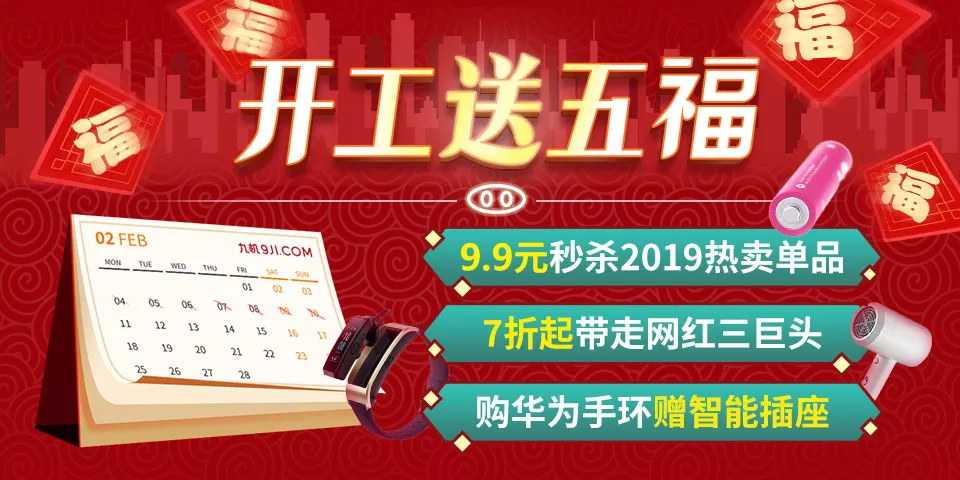 福
福
福
福
开工送五福
02 FEB
九机9JI.COM
MON TUE WED THU FRI SAT SUN
01 02 03
04 05 06 07 08 09 10
11 12 13 14 15 16 17
18 19 20 21 22 23
25 26 27 28
9.9元秒杀2019热卖单品
7折起带走网红三巨头
购华为手环赠智能插座